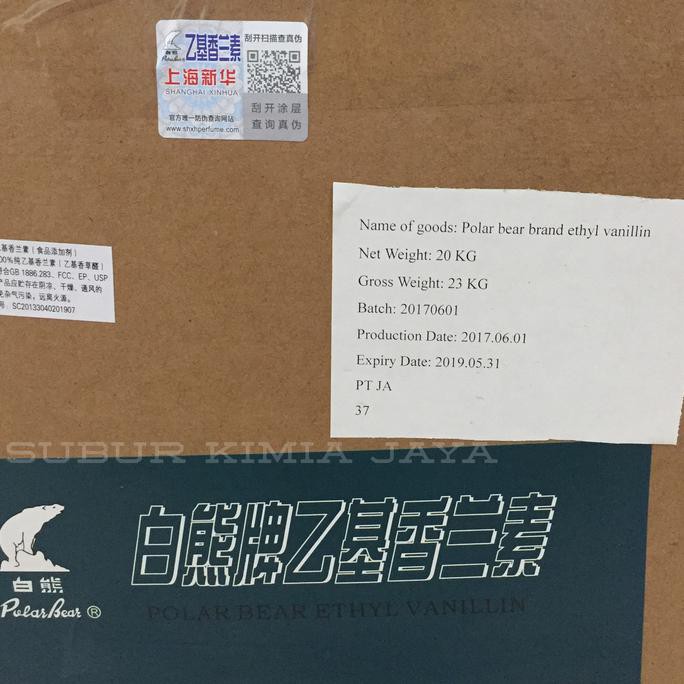 白熊
PolarBear
乙基香兰素
上海新华
SHANGHAI XINHUA
官方唯一防伪查询网站
www.shxhperfume.com
刮开扫描查真伪
刮开涂层
查询真伪
基香兰素（食品添加剂）
00%纯乙基香兰素（乙基香草醛）
符合GB 1886.283、FCC、EP、USP
产品应贮存在阴凉、干燥、通风的
杂气污染，远离火源。
号：SC20133040201907
Name of goods: Polar bear brand ethyl vanillin
Net Weight: 20 KG
Gross Weight: 23 KG
Batch: 20170601
Production Date: 2017.06.01
Expiry Date: 2019.05.31
PT JA
37
SUBUR KIMIA JAYA
白熊
PolarBear ®
白熊牌乙基香兰素
POLAR BEAR ETHYL VANILLIN